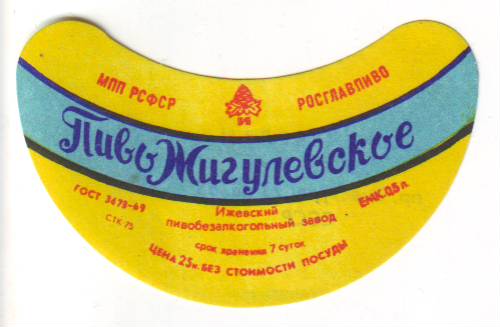 МПП РСФСР
РОСГЛАВПИВО
Пиво Жигулевское
ГОСТ 3473-69
СТК 75
Ижевский
пивобезалкогольный завод
ЕМК. 0,5 л.
срок хранения 7 суток
ЦЕНА 25к. БЕЗ СТОИМОСТИ ПОСУДЫ